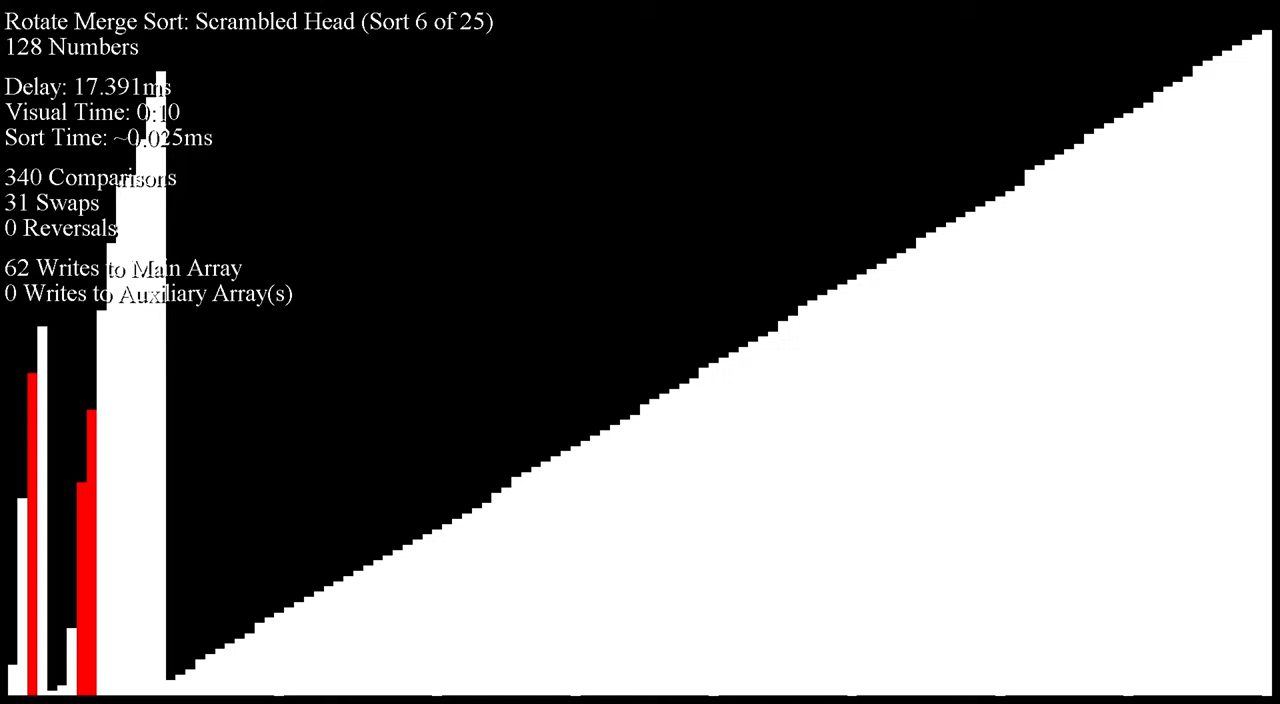 Rotate Merge Sort: Scrambled Head (Sort 6 of 25)
128 Numbers
Delay: 17.391ms
Visual Time: 0:10
Sort Time: ~0.025ms
340 Comparisons
31 Swaps
0 Reversals
62 Writes to Main Array
0 Writes to Auxiliary Array(s)